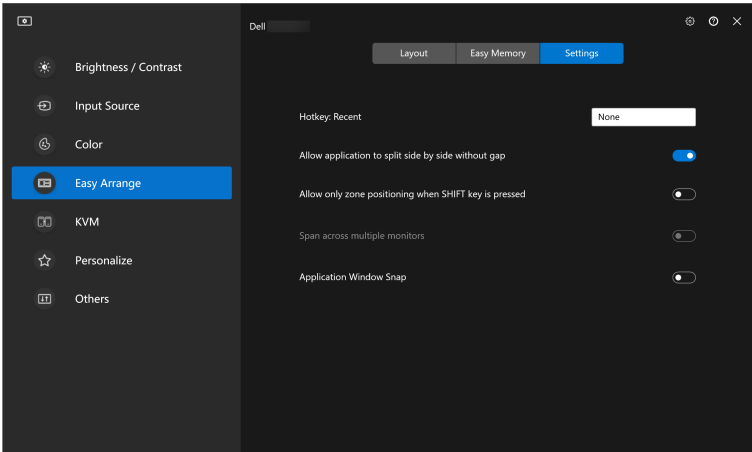 Dell
Brightness / Contrast
Input Source
Color
Easy Arrange
KVM
Personalize
Others
Layout
Easy Memory
Settings
Hotkey: Recent
None
Allow application to split side by side without gap
Allow only zone positioning when SHIFT key is pressed
Span across multiple monitors
Application Window Snap